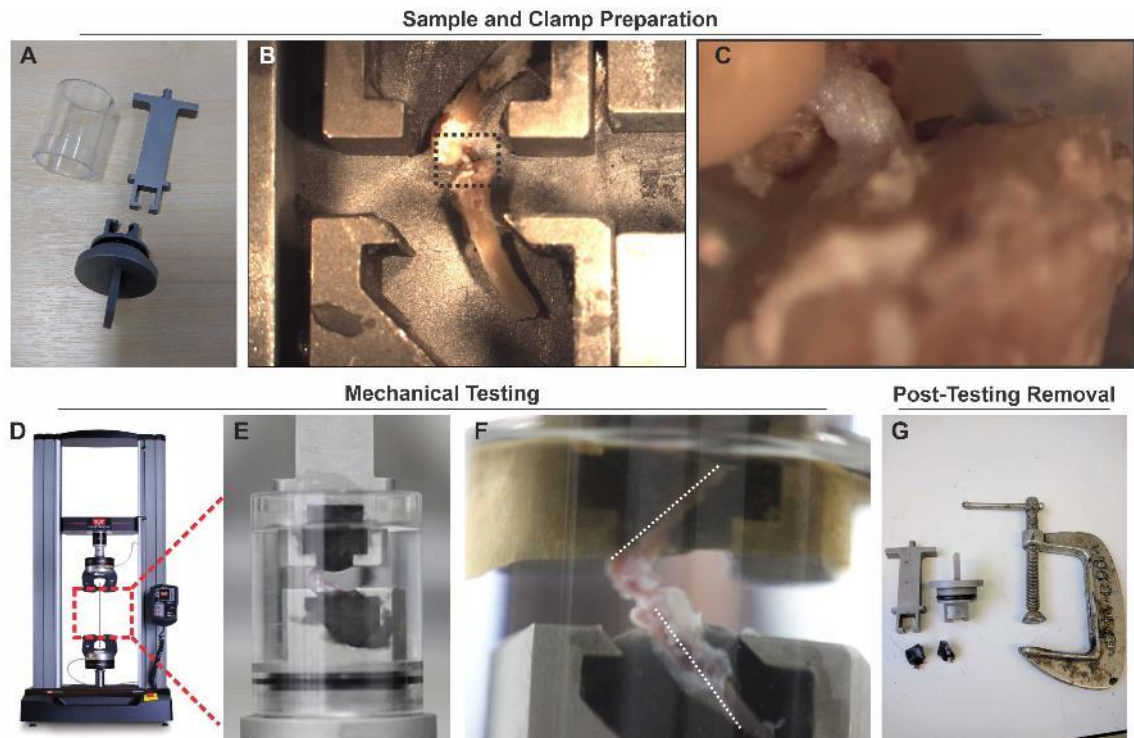 Sample and Clamp Preparation
A
B
C
Mechanical Testing
Post-Testing Removal
D
E
F
G